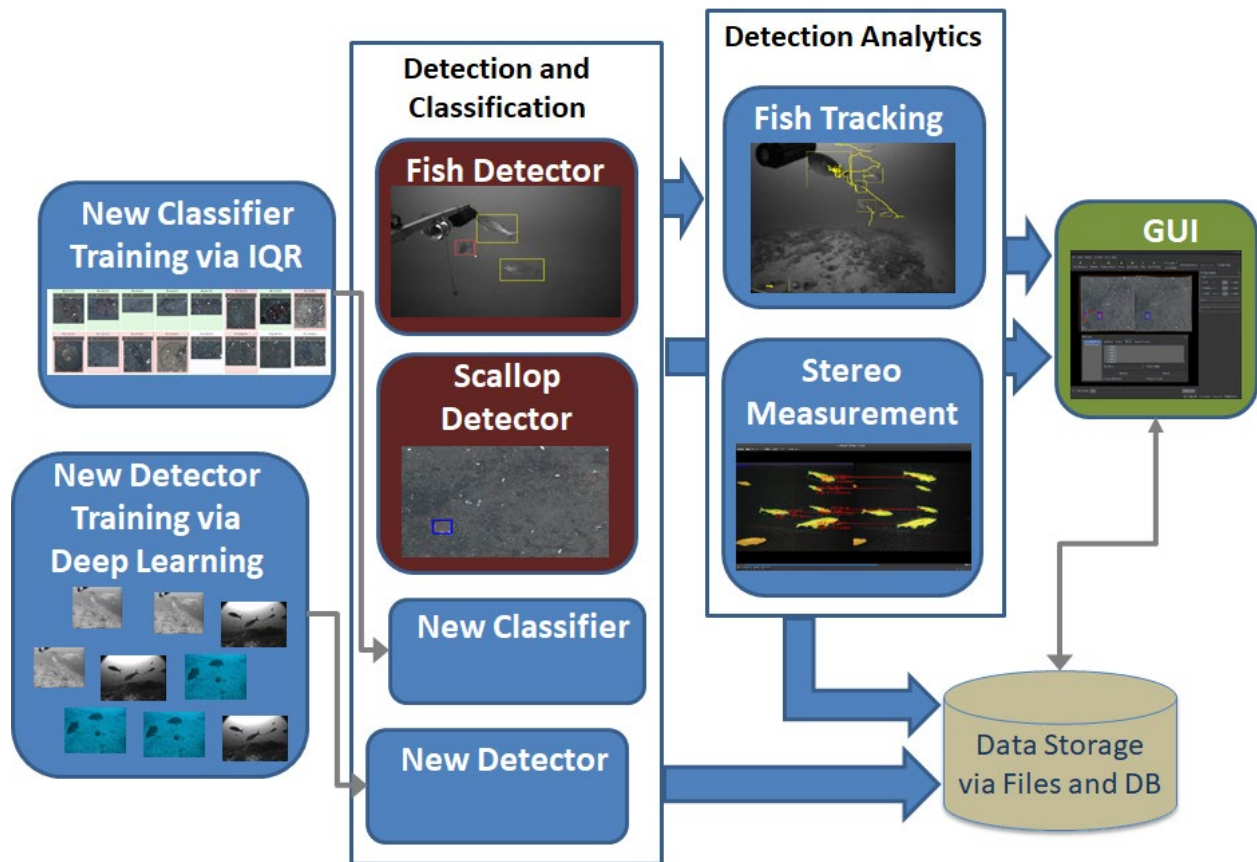 Detection and
Classification
Detection Analytics
Fish Detector
Fish Tracking
New Classifier
Training via IQR
GUI
Scallop
Detector
Stereo
Measurement
New Detector
Training via
Deep Learning
New Classifier
New Detector
Data Storage
via Files and DB